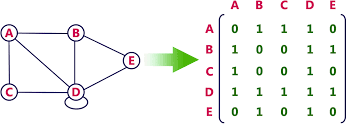 A B C D E
A B A 0 1 1 1 0
E B 1 0 0 1 1
C D C 1 0 0 1 0
D 1 1 1 1 1
E 0 1 0 1 0